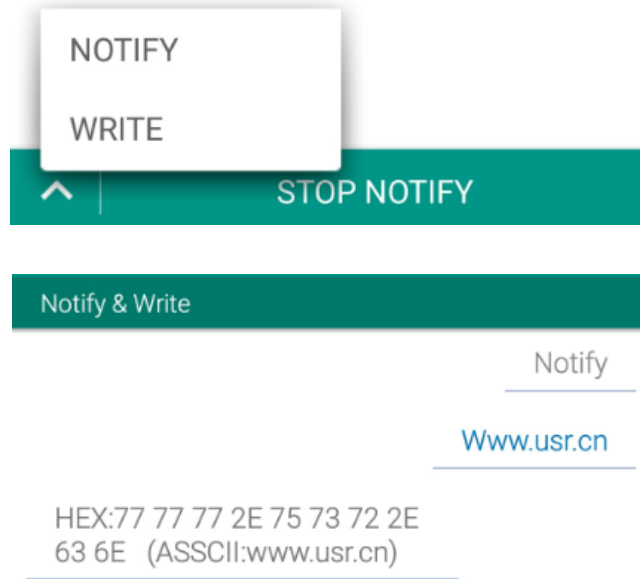 NOTIFY
WRITE
STOP NOTIFY
Notify & Write
Notify
Www.usr.cn
HEX:77 77 77 2E 75 73 72 2E
63 6E (ASSCII:www.usr.cn)